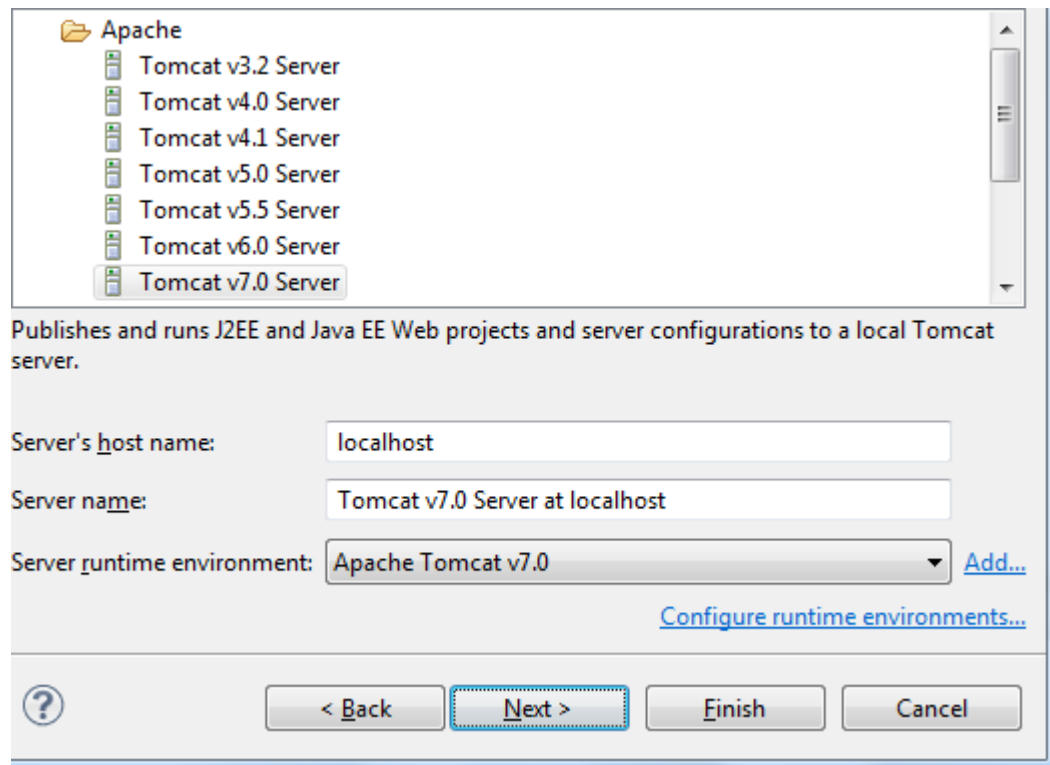 Apache
Tomcat v3.2 Server
Tomcat v4.0 Server
Tomcat v4.1 Server
Tomcat v5.0 Server
Tomcat v5.5 Server
Tomcat v6.0 Server
Tomcat v7.0 Server
Publishes and runs J2EE and Java EE Web projects and server configurations to a local Tomcat
server.
Server's host name: localhost
Server name: Tomcat v7.0 Server at localhost
Server runtime environment: Apache Tomcat v7.0 Add...
Configure runtime environments...
? < Back Next > Finish Cancel